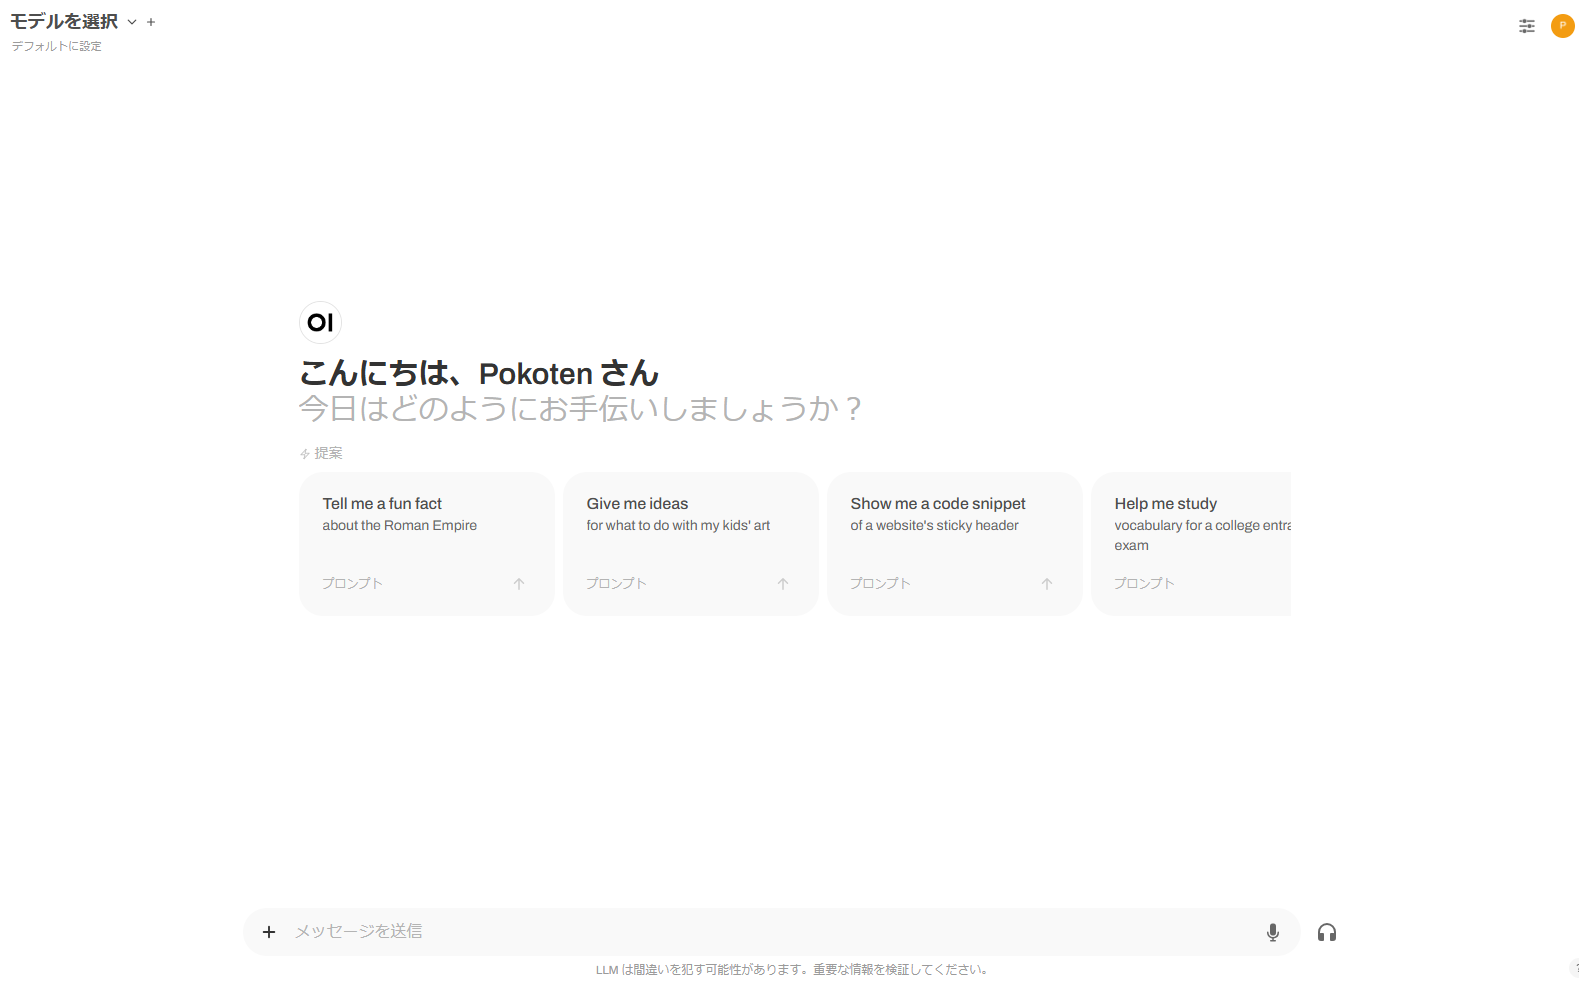 モデルを選択
デフォルトに設定
P
OI
こんにちは、Pokoten さん
今日はどのようにお手伝いしましょうか？
提案
Tell me a fun fact
about the Roman Empire
プロンプト
Give me ideas
for what to do with my kids' art
プロンプト
Show me a code snippet
of a website's sticky header
プロンプト
Help me study
vocabulary for a college entra
exam
プロンプト
メッセージを送信
LLM は間違いを犯す可能性があります。重要な情報を検証してください。
?